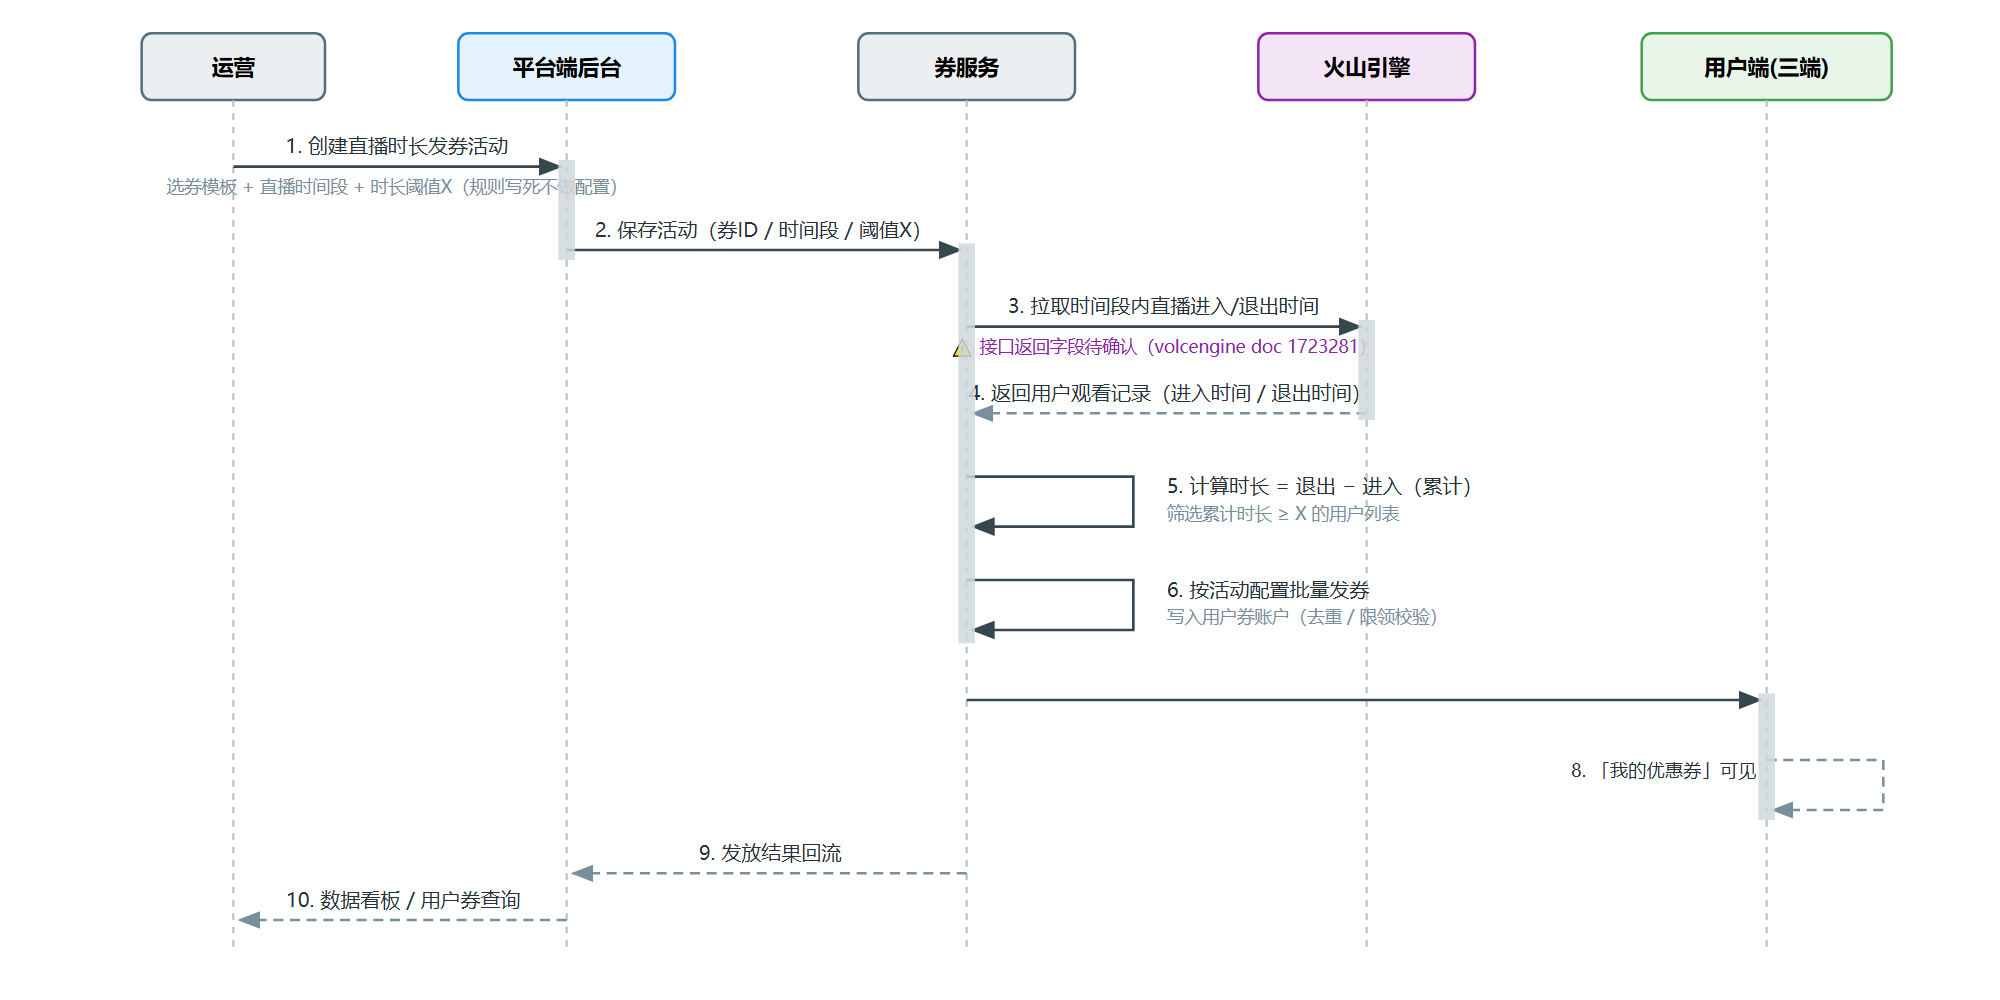 运营
平台端后台
券服务
火山引擎
用户端(三端)
1. 创建直播时长发券活动
选券模板 + 直播时间段 + 时长阈值X（规则写死不做配置）
2. 保存活动（券ID / 时间段 / 阈值X）
3. 拉取时间段内直播进入/退出时间
⚠ 接口返回字段待确认（volcengine doc 1723281）
4. 返回用户观看记录（进入时间 / 退出时间）
5. 计算时长 = 退出 − 进入（累计）
筛选累计时长 ≥ X 的用户列表
6. 按活动配置批量发券
写入用户券账户（去重 / 限领校验）
8. 「我的优惠券」可见
9. 发放结果回流
10. 数据看板 / 用户券查询